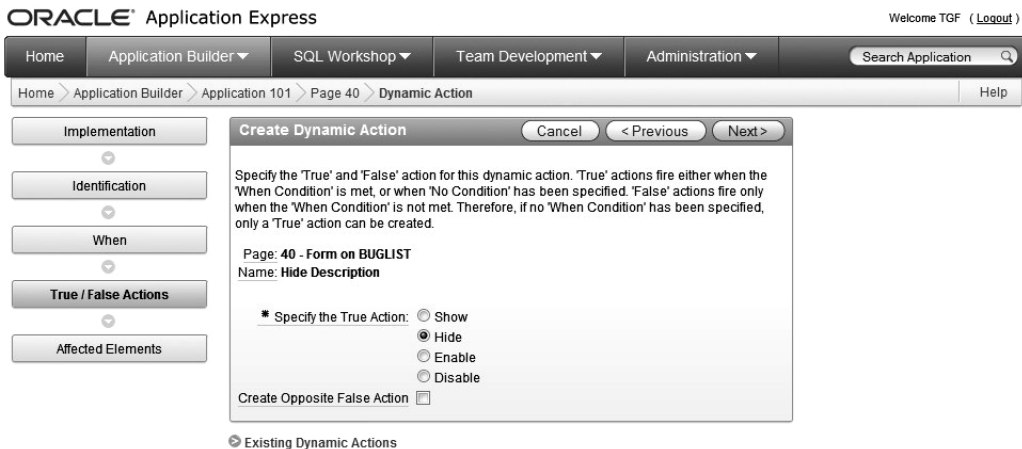 ORACLE® Application Express
Welcome TGF ( Logout )
Home Application Builder SQL Workshop Team Development Administration Search Application
Home Application Builder Application 101 Page 40 Dynamic Action Help
Implementation
Identification
When
True / False Actions
Affected Elements
Create Dynamic Action Cancel < Previous Next >
Specify the 'True' and 'False' action for this dynamic action. 'True' actions fire either when the
'When Condition' is met, or when 'No Condition' has been specified. 'False' actions fire only
when the 'When Condition' is not met. Therefore, if no 'When Condition' has been specified,
only a 'True' action can be created.
Page: 40 - Form on BUGLIST
Name: Hide Description
* Specify the True Action: Show
Hide
Enable
Disable
Create Opposite False Action
Existing Dynamic Actions